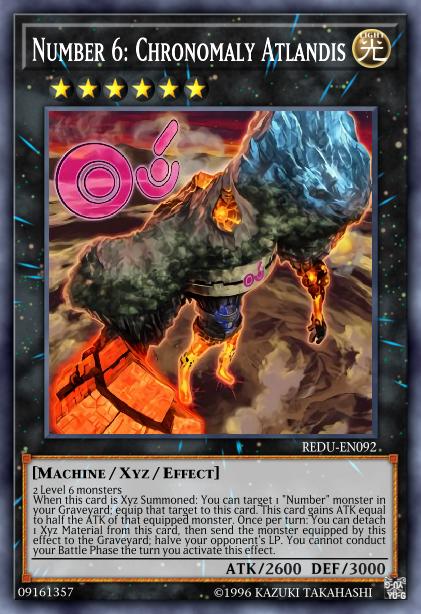 NUMBER 6: CHRONOMALY ATLANDIS
LIGHT
光
REDU-EN092
[MACHINE / XYZ / EFFECT]
2 Level 6 monsters
When this card is Xyz Summoned: You can target 1 "Number" monster in
your Graveyard; equip that target to this card. This card gains ATK equal
to half the ATK of that equipped monster. Once per turn: You can detach
1 Xyz Material from this card, then send the monster equipped by this
effect to the Graveyard; halve your opponent's LP. You cannot conduct
your Battle Phase the turn you activate this effect.
ATK/2600 DEF/3000
09161357
©1996 KAZUKI TAKAHASHI